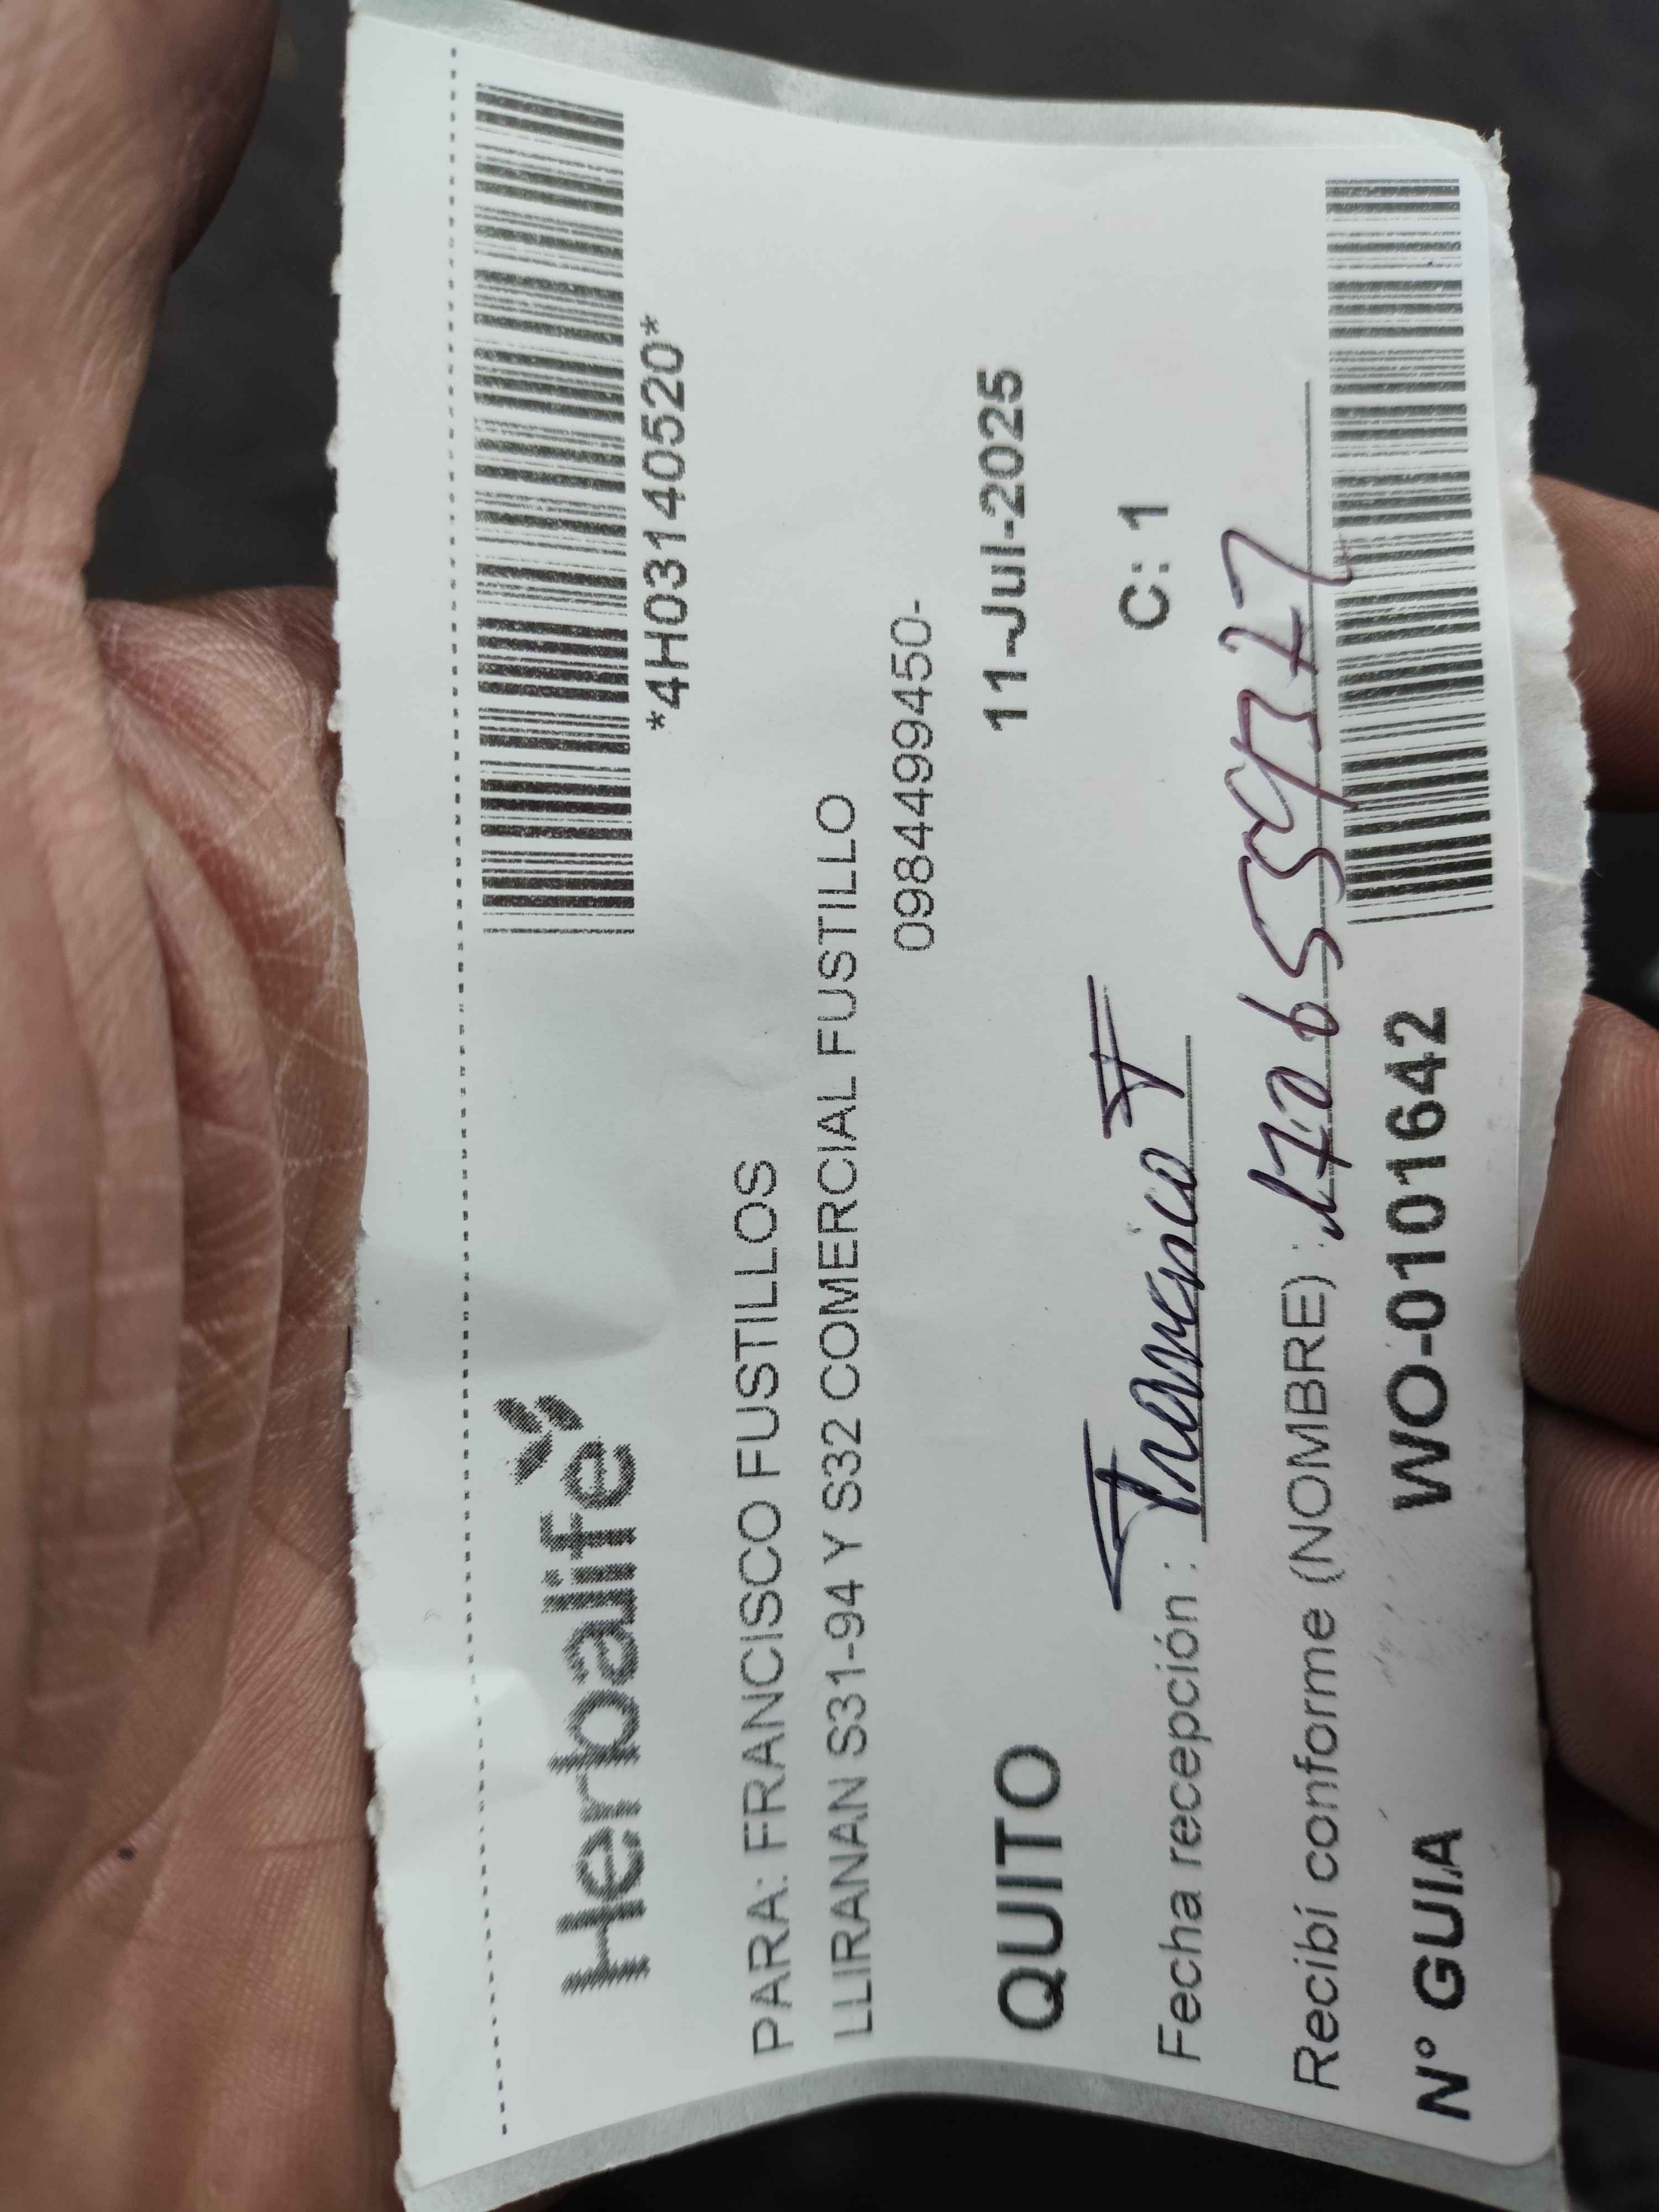 Herbalife
*4H03140520*
PARA: FRANCISCO FUSTILLOS
LLIRANAN S31-94 Y S32 COMERCIAL FUSTILLO
0984499450-
QUITO 11-Jul-2025
Fecha recepción : Francisco F C: 1
Recibí conforme (NOMBRE) :
N° GUIA WO-0101642